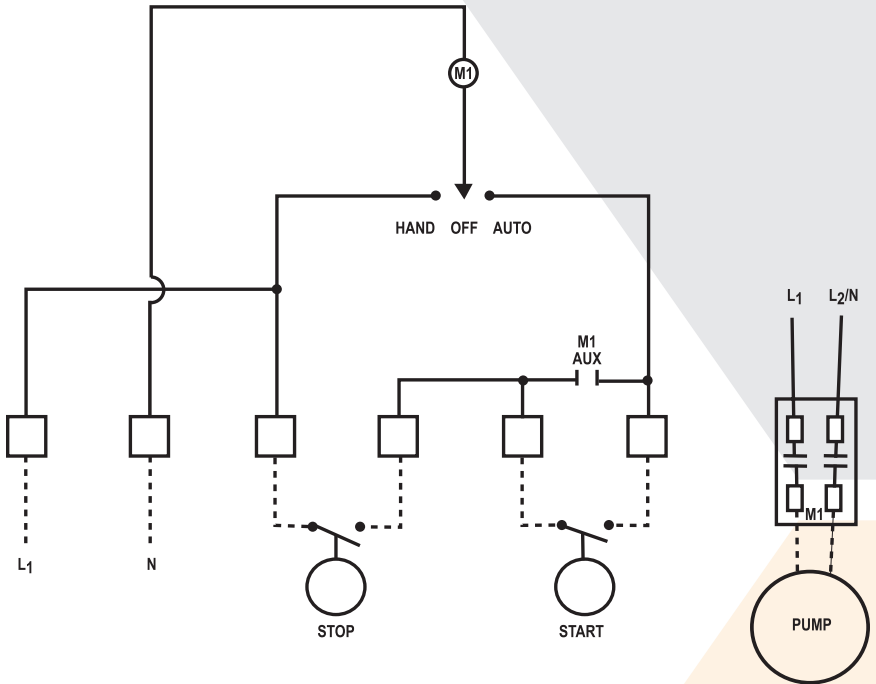 M1
HAND OFF AUTO
L1 L2/N
M1
AUX
M1
L1 N
STOP START
PUMP